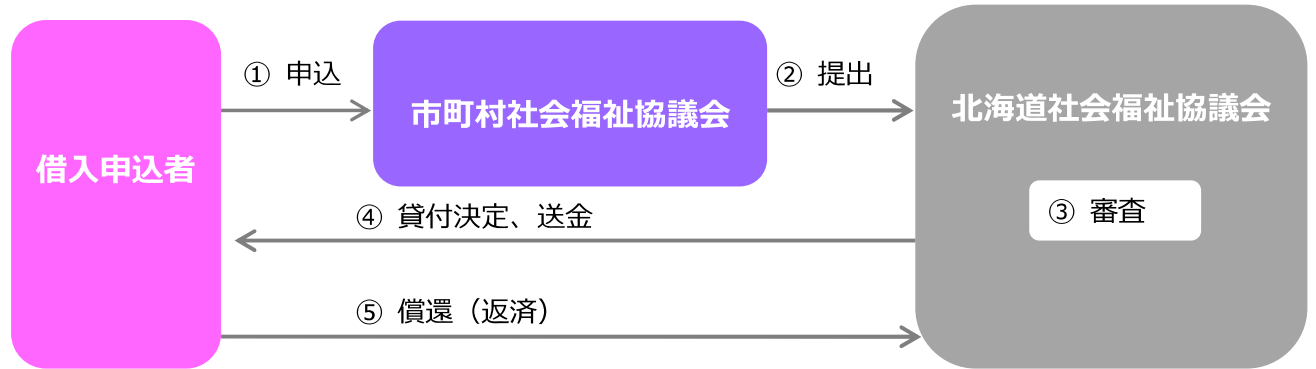 ① 申込
② 提出
市町村社会福祉協議会
北海道社会福祉協議会
借入申込者
③ 審査
④ 貸付決定、送金
⑤ 償還（返済）